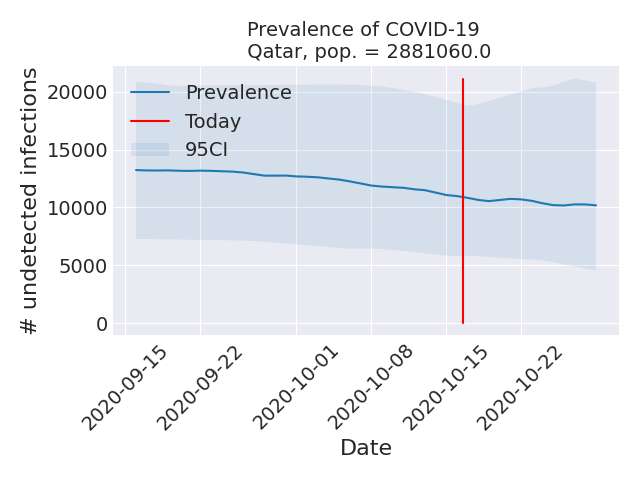 Prevalence of COVID-19
Qatar, pop. = 2881060.0
# undetected infections
20000
15000
10000
5000
0
Prevalence
Today
95CI
2020-09-15
2020-09-22
2020-10-01
2020-10-08
2020-10-15
2020-10-22
Date